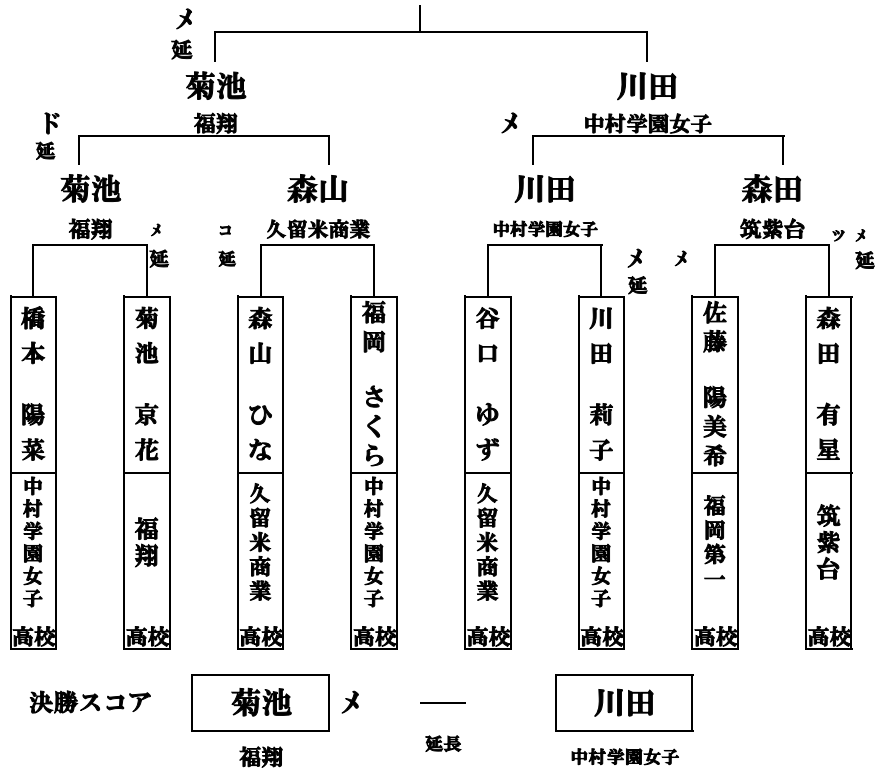 メ
延
菊池
川田
ド
福翔
メ
中村学園女子
延
菊池
森山
川田
森田
福翔
メ
延
コ
延
久留米商業
中村学園女子
メ
延
メ
筑紫台
ツ メ
延
橋本 陽菜
中村学園女子
高校
菊池 京花
福翔
高校
森山 ひな
久留米商業
高校
福岡 さくら
中村学園女子
高校
谷口 ゆず
久留米商業
高校
川田 莉子
中村学園女子
高校
佐藤 陽美希
福岡第一
高校
森田 有星
筑紫台
高校
決勝スコア
菊池
メ
川田
福翔
延長
中村学園女子